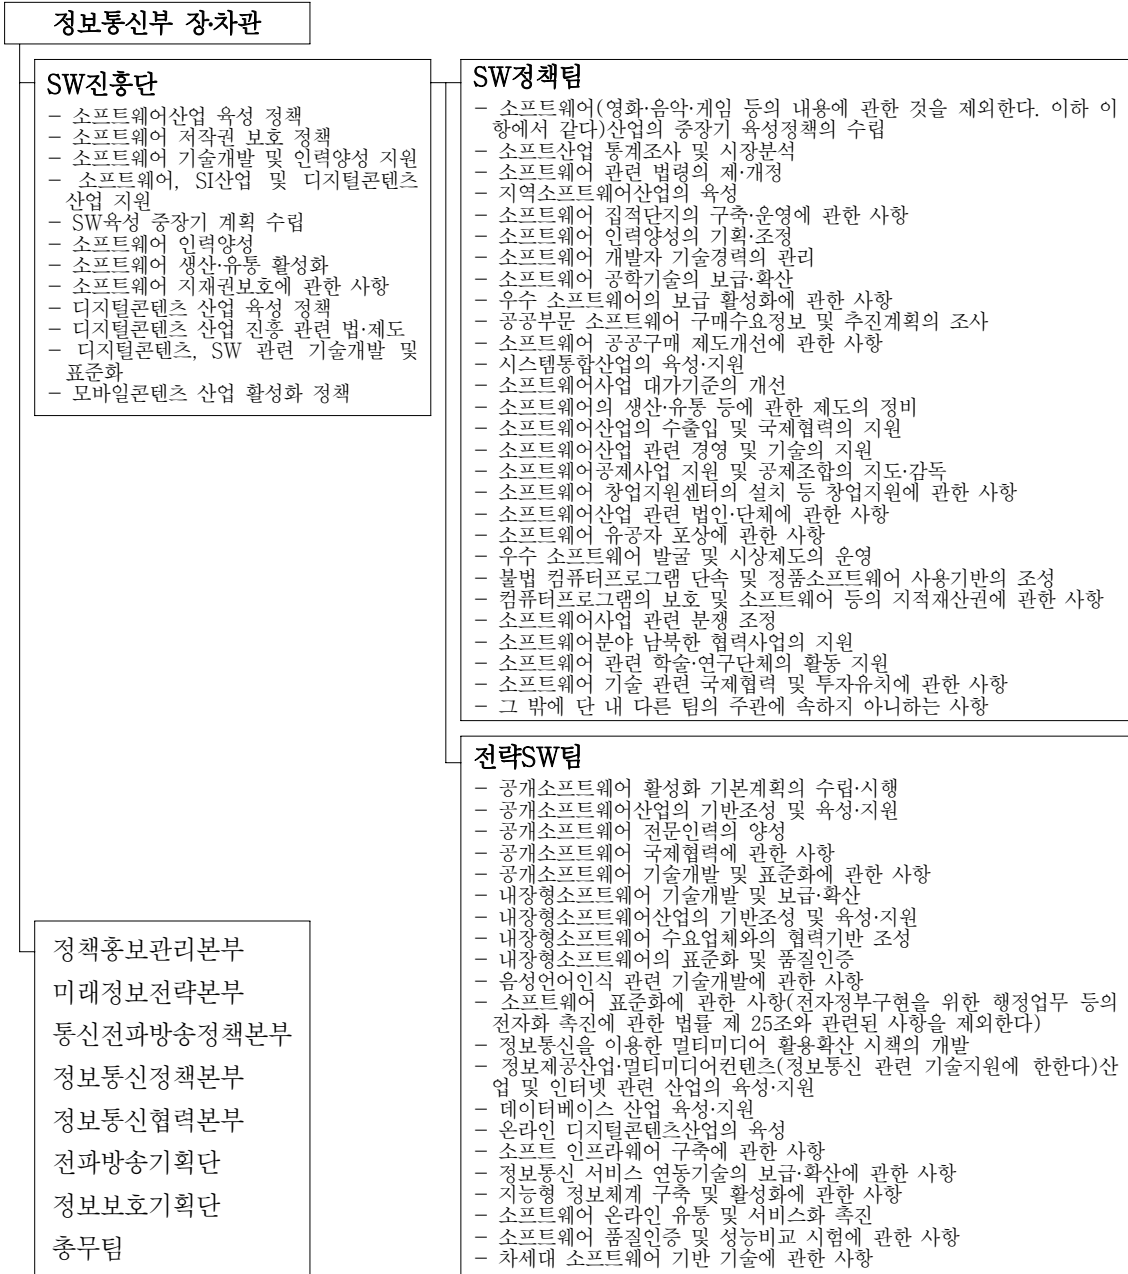 정보통신부 장·차관
SW진흥단
- 소프트웨어산업 육성 정책
- 소프트웨어 저작권 보호 정책
- 소프트웨어 기술개발 및 인력양성 지원
- 소프트웨어, SI산업 및 디지털콘텐츠
산업 지원
- SW육성 중장기 계획 수립
- 소프트웨어 인력양성
- 소프트웨어 생산·유통 활성화
- 소프트웨어 지재권보호에 관한 사항
- 디지털콘텐츠 산업 육성 정책
- 디지털콘텐츠 산업 진흥 관련 법·제도
- 디지털콘텐츠, SW 관련 기술개발 및
표준화
- 모바일콘텐츠 산업 활성화 정책
SW정책팀
- 소프트웨어(영화·음악·게임 등의 내용에 관한 것을 제외한다. 이하 이
항에서 같다)산업의 중장기 육성정책의 수립
- 소프트산업 통계조사 및 시장분석
- 소프트웨어 관련 법령의 제·개정
- 지역소프트웨어산업의 육성
- 소프트웨어 집적단지의 구축·운영에 관한 사항
- 소프트웨어 인력양성의 기획·조정
- 소프트웨어 개발자 기술경력의 관리
- 소프트웨어 공학기술의 보급·확산
- 우수 소프트웨어의 보급 활성화에 관한 사항
- 공공부문 소프트웨어 구매수요정보 및 추진계획의 조사
- 소프트웨어 공공구매 제도개선에 관한 사항
- 시스템통합산업의 육성·지원
- 소프트웨어사업 대가기준의 개선
- 소프트웨어의 생산·유통 등에 관한 제도의 정비
- 소프트웨어산업의 수출입 및 국제협력의 지원
- 소프트웨어산업 관련 경영 및 기술의 지원
- 소프트웨어공제사업 지원 및 공제조합의 지도·감독
- 소프트웨어 창업지원센터의 설치 등 창업지원에 관한 사항
- 소프트웨어산업 관련 법인·단체에 관한 사항
- 소프트웨어 유공자 포상에 관한 사항
- 우수 소프트웨어 발굴 및 시상제도의 운영
- 불법 컴퓨터프로그램 단속 및 정품소프트웨어 사용기반의 조성
- 컴퓨터프로그램의 보호 및 소프트웨어 등의 지적재산권에 관한 사항
- 소프트웨어사업 관련 분쟁 조정
- 소프트웨어분야 남북한 협력사업의 지원
- 소프트웨어 관련 학술·연구단체의 활동 지원
- 소프트웨어 기술 관련 국제협력 및 투자유치에 관한 사항
- 그 밖에 단 내 다른 팀의 주관에 속하지 아니하는 사항
전략SW팀
- 공개소프트웨어 활성화 기본계획의 수립·시행
- 공개소프트웨어산업의 기반조성 및 육성·지원
- 공개소프트웨어 전문인력의 양성
- 공개소프트웨어 국제협력에 관한 사항
- 공개소프트웨어 기술개발 및 표준화에 관한 사항
- 내장형소프트웨어 기술개발 및 보급·확산
- 내장형소프트웨어산업의 기반조성 및 육성·지원
- 내장형소프트웨어 수요업체와의 협력기반 조성
- 내장형소프트웨어의 표준화 및 품질인증
- 음성언어인식 관련 기술개발에 관한 사항
- 소프트웨어 표준화에 관한 사항(전자정부구현을 위한 행정업무 등의
전자화 촉진에 관한 법률 제 25조와 관련된 사항을 제외한다)
- 정보통신을 이용한 멀티미디어 활용확산 시책의 개발
- 정보제공산업·멀티미디어컨텐츠(정보통신 관련 기술지원에 한한다)산
업 및 인터넷 관련 산업의 육성·지원
- 데이터베이스 산업 육성·지원
- 온라인 디지털콘텐츠산업의 육성
- 소프트 인프라웨어 구축에 관한 사항
- 정보통신 서비스 연동기술의 보급·확산에 관한 사항
- 지능형 정보체계 구축 및 활성화에 관한 사항
- 소프트웨어 온라인 유통 및 서비스화 촉진
- 소프트웨어 품질인증 및 성능비교 시험에 관한 사항
- 차세대 소프트웨어 기반 기술에 관한 사항
정책홍보관리본부
미래정보전략본부
통신전파방송정책본부
정보통신정책본부
정보통신협력본부
전파방송기획단
정보보호기획단
총무팀